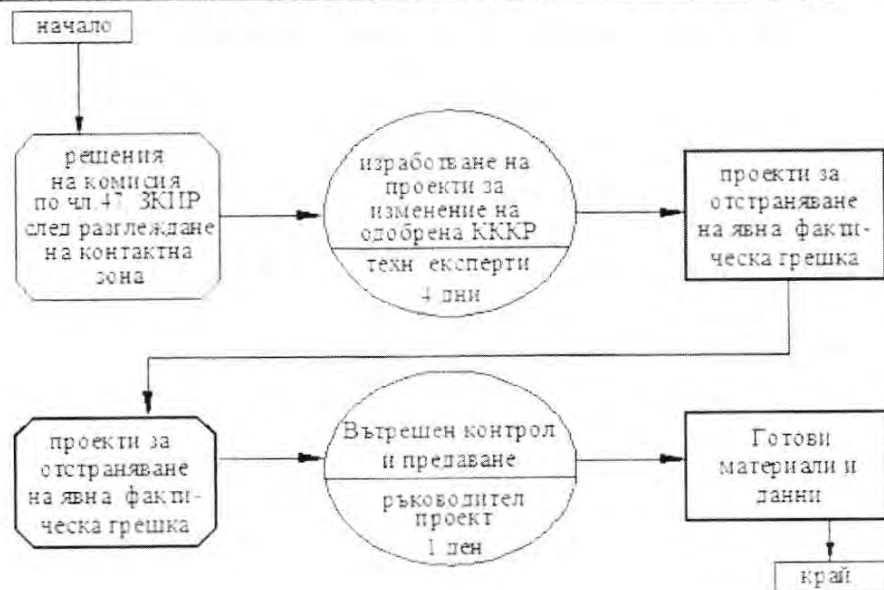 начало
решения
на комисия
по чл.47, ЗКИР
след разглеждане
на контактна
зона
изработване на
проекти за
изменение на
одобрена КККР
техн експерти
4 дни
проекти за
отстраняване
на явна факти-
ческа грешка
проекти за
отстраняване
на явна факти-
ческа грешка
Вътрешен контрол
и предаване
ръководител
проект
1 ден
Готови
материали и
данни
край